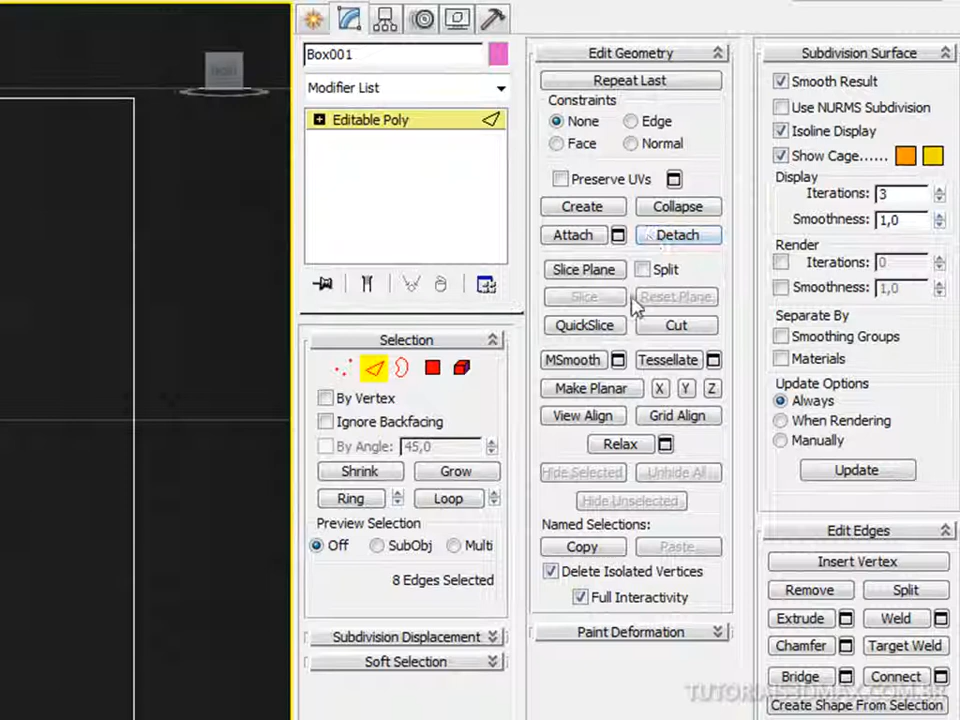 Box001
Modifier List
Editable Poly
Selection
By Vertex
Ignore Backfacing
By Angle: 45,0
Shrink Grow
Ring Loop
Preview Selection
Off SubObj Multi
8 Edges Selected
Subdivision Displacement
Soft Selection
Edit Geometry
Repeat Last
Constraints
None Edge
Face Normal
Preserve UVs
Create Collapse
Attach Detach
Slice Plane Split
Slice Reset Plane
QuickSlice Cut
MSmooth Tessellate
Make Planar X Y Z
View Align Grid Align
Relax
Hide Selected Unhide All
Hide Unselected
Named Selections:
Copy Paste
Delete Isolated Vertices
Full Interactivity
Paint Deformation
Subdivision Surface
Smooth Result
Use NURMS Subdivision
Isoline Display
Show Cage......
Display
Iterations: 3
Smoothness: 1,0
Render
Iterations: 0
Smoothness: 1,0
Separate By
Smoothing Groups
Materials
Update Options
Always
When Rendering
Manually
Update
Edit Edges
Insert Vertex
Remove Split
Extrude Weld
Chamfer Target Weld
Bridge Connect
Create Shape From Selection
TUTORIAIS3DMAX.COM.BR